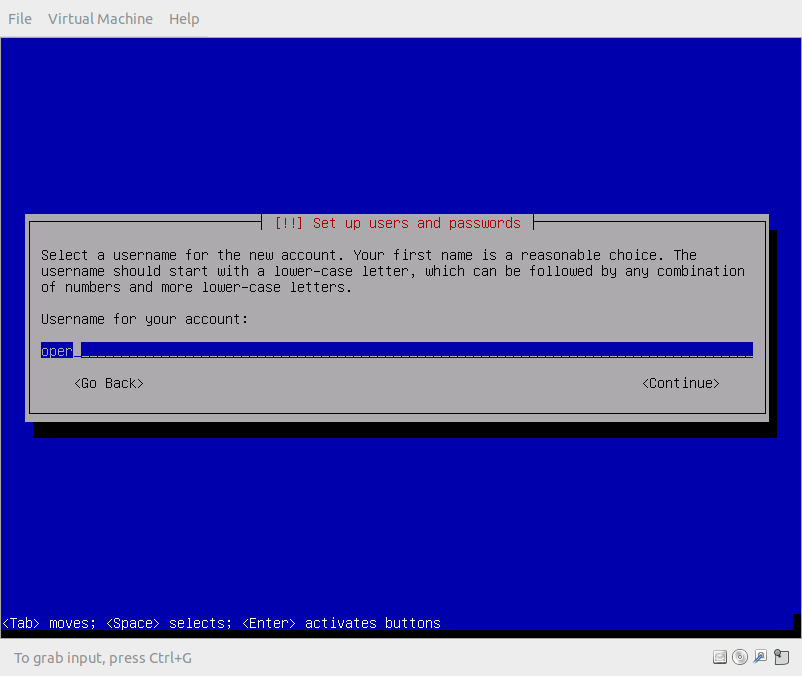 File Virtual Machine Help
[!!] Set up users and passwords
Select a username for the new account. Your first name is a reasonable choice. The
username should start with a lower-case letter, which can be followed by any combination
of numbers and more lower-case letters.
Username for your account:
oper
<Go Back> <Continue>
<Tab> moves; <Space> selects; <Enter> activates buttons
To grab input, press Ctrl+G